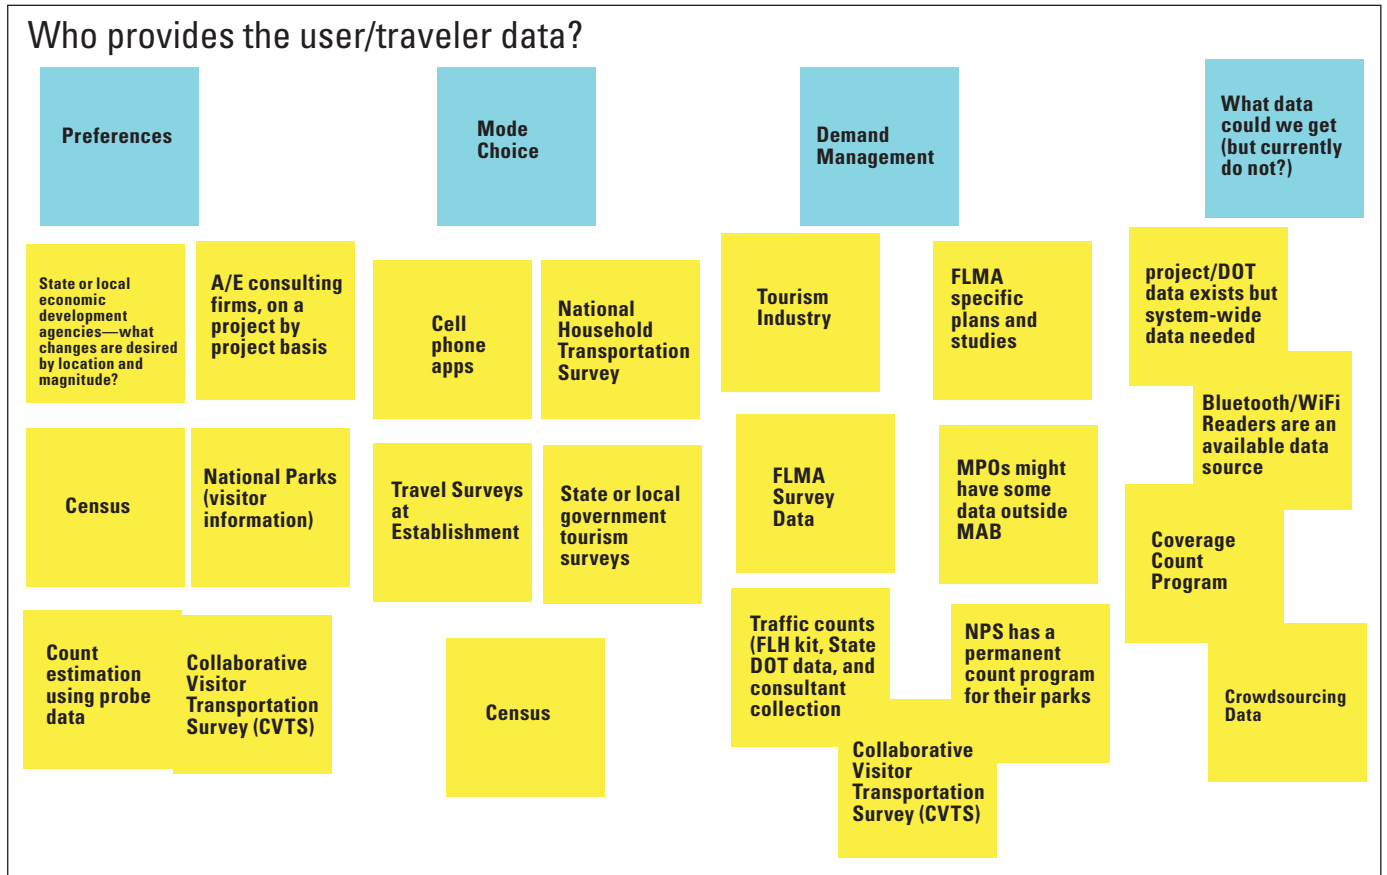 Who provides the user/traveler data?
Preferences
State or local
economic
development
agencies—what
changes are desired
by location and
magnitude?
A/E consulting
firms, on a
project by
project basis
Census
National Parks
(visitor
information)
Count
estimation
using probe
data
Collaborative
Visitor
Transportation
Survey (CVTS)
Mode
Choice
Cell
phone
apps
National
Household
Transportation
Survey
Travel Surveys
at
Establishment
State or local
government
tourism
surveys
Census
Demand
Management
Tourism
Industry
FLMA
specific
plans and
studies
FLMA
Survey
Data
MPOs might
have some
data outside
MAB
Traffic counts
(FLH kit, State
DOT data, and
consultant
collection
NPS has a
permanent
count program
for their parks
Collaborative
Visitor
Transportation
Survey (CVTS)
What data
could we get
(but currently
do not?)
project/DOT
data exists but
system-wide
data needed
Bluetooth/WiFi
Readers are an
available data
source
Coverage
Count
Program
Crowdsourcing
Data